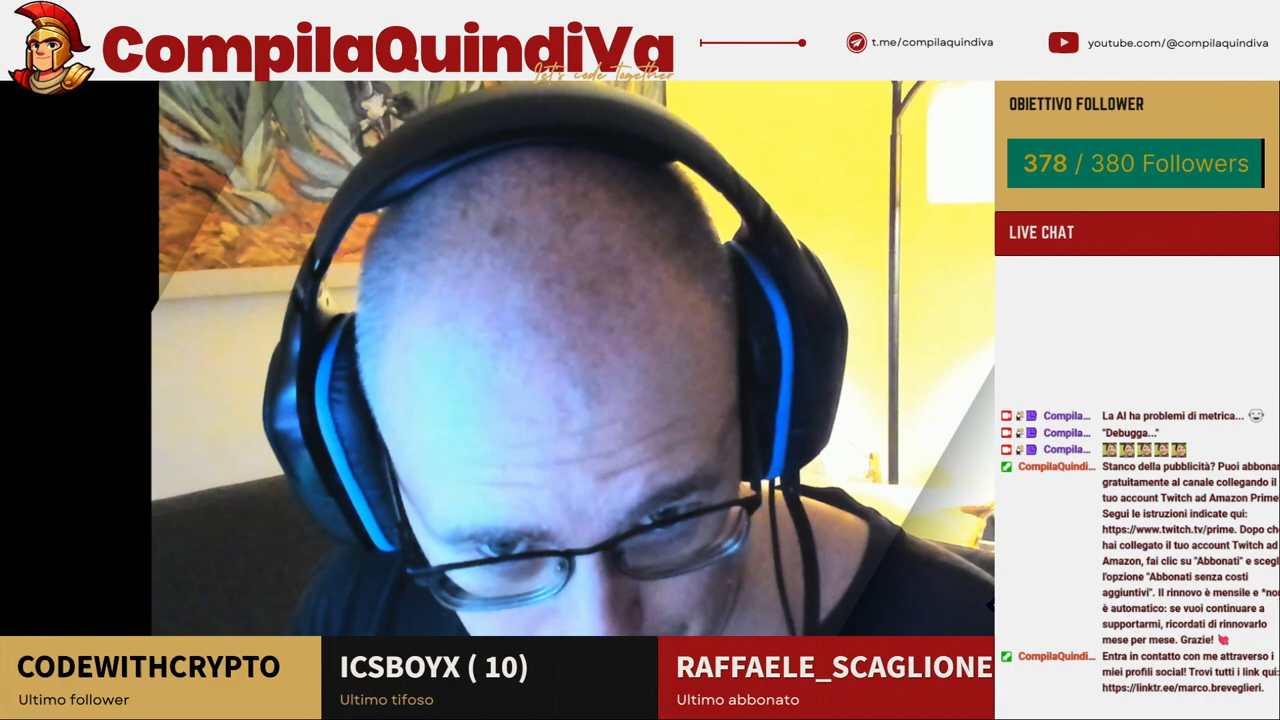 CompilaQuindiVa
Let's code together
t.me/compilaquindiva
youtube.com/@compilaquindiva
OBIETTIVO FOLLOWER
378 / 380 Followers
LIVE CHAT
Compila... La AI ha problemi di metrica...
Compila... "Debugga..."
Compila...
CompilaQuindi... Stanco della pubblicità? Puoi abbonar
gratuitamente al canale collegando il
tuo account Twitch ad Amazon Prime
Segui le istruzioni indicate qui:
https://www.twitch.tv/prime. Dopo che
hai collegato il tuo account Twitch ad
Amazon, fai clic su "Abbonati" e scegl
l'opzione "Abbonati senza costi
aggiuntivi". Il rinnovo è mensile e *non
è automatico: se vuoi continuare a
supportarmi, ricordati di rinnovarlo
mese per mese. Grazie!
CompilaQuindi... Entra in contatto con me attraverso i
miei profili social! Trovi tutti i link qui:
https://linktr.ee/marco.breveglieri.
CODEWITHCRYPTO
Ultimo follower
ICSBOYX ( 10)
Ultimo tifoso
RAFFAELE_SCAGLIONE
Ultimo abbonato